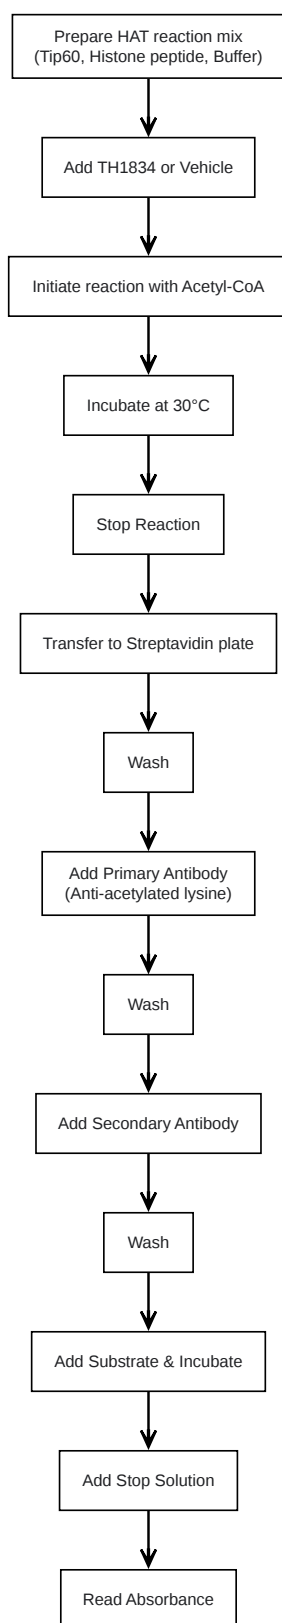 Prepare HAT reaction mix
(Tip60, Histone peptide, Buffer)
Add TH1834 or Vehicle
Initiate reaction with Acetyl-CoA
Incubate at 30°C
Stop Reaction
Transfer to Streptavidin plate
Wash
Add Primary Antibody
(Anti-acetylated lysine)
Wash
Add Secondary Antibody
Wash
Add Substrate & Incubate
Add Stop Solution
Read Absorbance